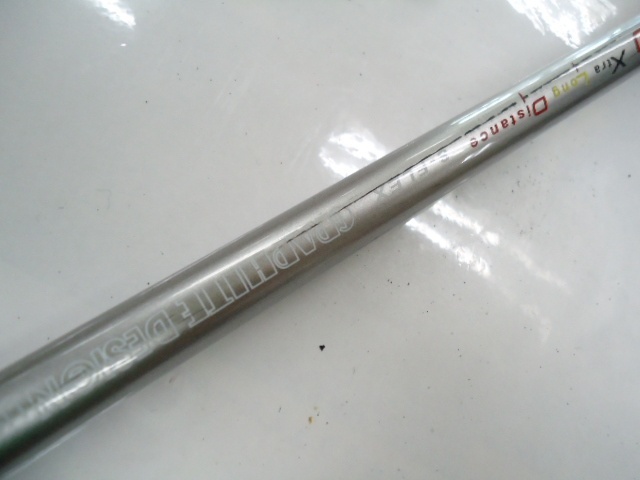 Xtra Long Distance
S-FLEX
GRAPHITE DESIGN